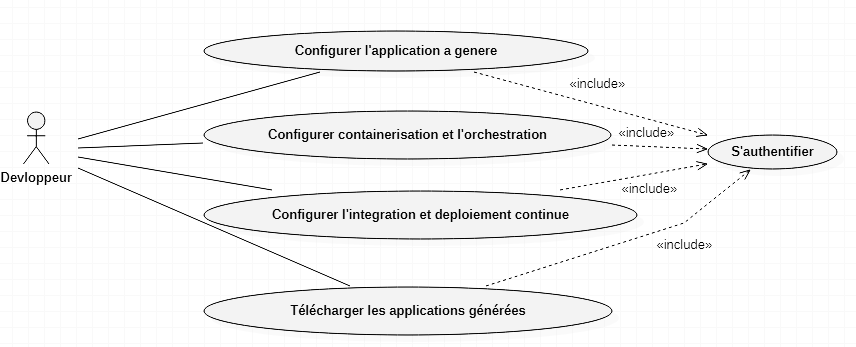 Configurer l'application a genere
«include»
Configurer containerisation et l'orchestration
«include»
S'authentifier
Devloppeur
«include»
Configurer l'integration et deploiement continue
«include»
Télécharger les applications générées